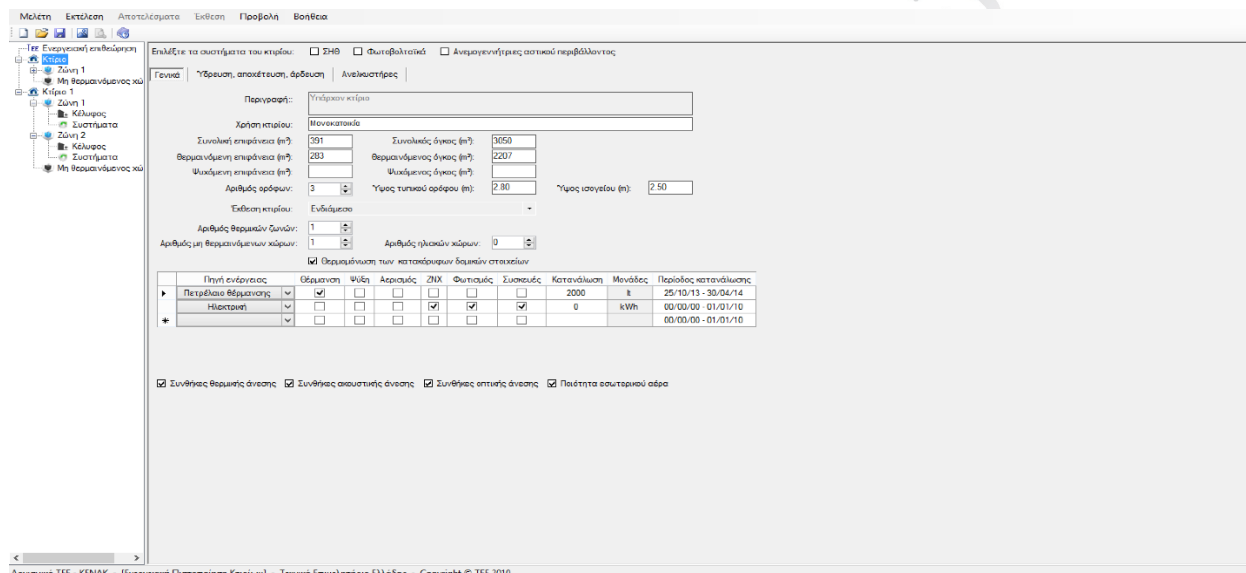 Μελέτη Εκτέλεση Αποτελέσματα Έκθεση Προβολή Βοήθεια
ΤΕΕ Ενεργειακή επιθεώρηση
Κτίριο
Ζώνη 1
Μη θερμαινόμενος χώ
Κτίριο 1
Ζώνη 1
Κέλυφος
Συστήματα
Ζώνη 2
Κέλυφος
Συστήματα
Μη θερμαινόμενος χώ
Επιλέξτε τα συστήματα του κτιρίου: ΣΗΘ Φωτοβολταϊκά Ανεμογεννήτριες αστικού περιβάλλοντος
Γενικά Ύδρευση, αποχέτευση, άρδευση Ανελκυστήρες
Περιγραφή:: Υπάρχον κτίριο
Χρήση κτιρίου: Μονοκατοικία
Συνολική επιφάνεια (m²): 391 Συνολικός όγκος (m³): 3050
Θερμαινόμενη επιφάνεια (m²): 283 Θερμαινόμενος όγκος (m³): 2207
Ψυχόμενη επιφάνεια (m²): Ψυχόμενος όγκος (m³):
Αριθμός ορόφων: 3 Ύψος τυπικού ορόφου (m): 2.80 Ύψος ισογείου (m): 2.50
Έκθεση κτιρίου: Ενδιάμεσο
Αριθμός θερμικών ζωνών: 1
Αριθμός μη θερμαινόμενων χώρων: 1 Αριθμός ηλιακών χώρων: 0
Θερμομόνωση των κατακόρυφων δομικών στοιχείων
Πηγή ενέργειας Θέρμανση Ψύξη Αερισμός ΖΝΧ Φωτισμός Συσκευές Κατανάλωση Μονάδες Περίοδος κατανάλωσης
Πετρέλαιο θέρμανσης 2000 lt 25/10/13 - 30/04/14
Ηλεκτρική 0 kWh 00/00/00 - 01/01/10
00/00/00 - 01/01/10
Συνθήκες θερμικής άνεσης Συνθήκες ακουστικής άνεσης Συνθήκες οπτικής άνεσης Ποιότητα εσωτερικού αέρα